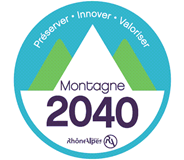 Préserver • Innover • Valoriser
Montagne
2040
RhôneAlpes